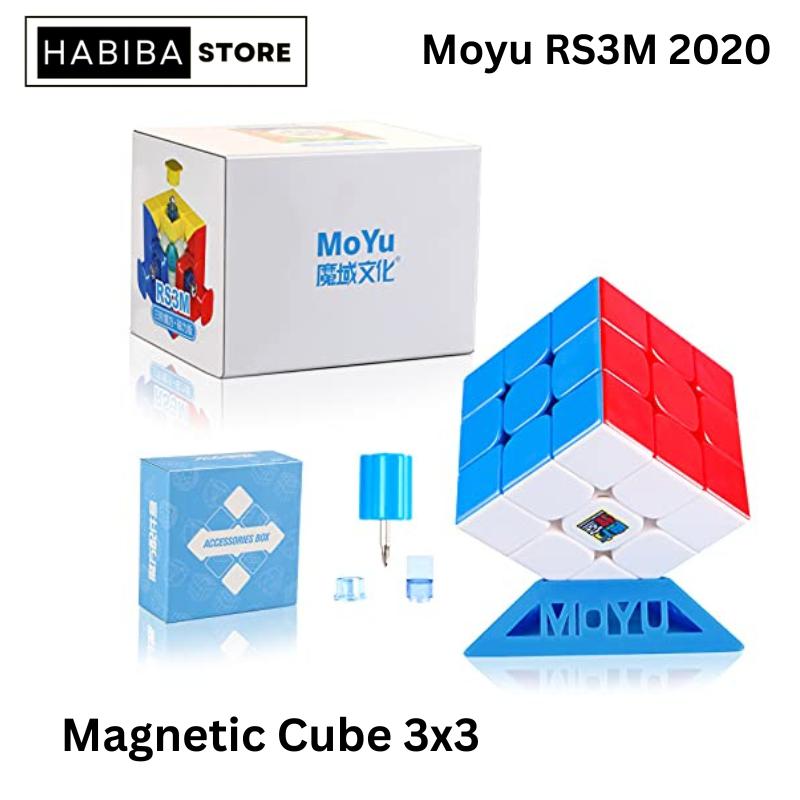 HABIBA STORE
Moyu RS3M 2020
MoYu
魔域文化®
RS3M
ACCESSORIES BOX
MOYU
Magnetic Cube 3x3